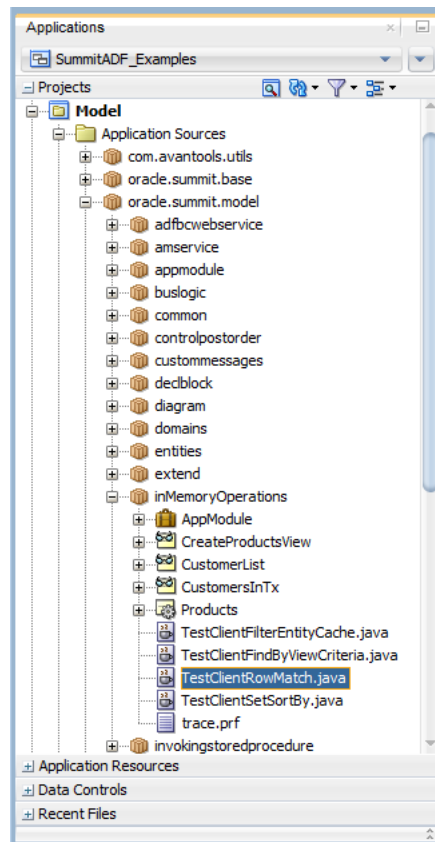 Applications
SummitADF_Examples
Projects
Model
Application Sources
com.avantools.utils
oracle.summit.base
oracle.summit.model
adfbcwebservice
amservice
appmodule
buslogic
common
controlpostorder
custommessages
declblock
diagram
domains
entities
extend
inMemoryOperations
AppModule
CreateProductsView
CustomerList
CustomersInTx
Products
TestClientFilterEntityCache.java
TestClientFindByViewCriteria.java
TestClientRowMatch.java
TestClientSetSortBy.java
trace.prf
invokingstoredprocedure
Application Resources
Data Controls
Recent Files